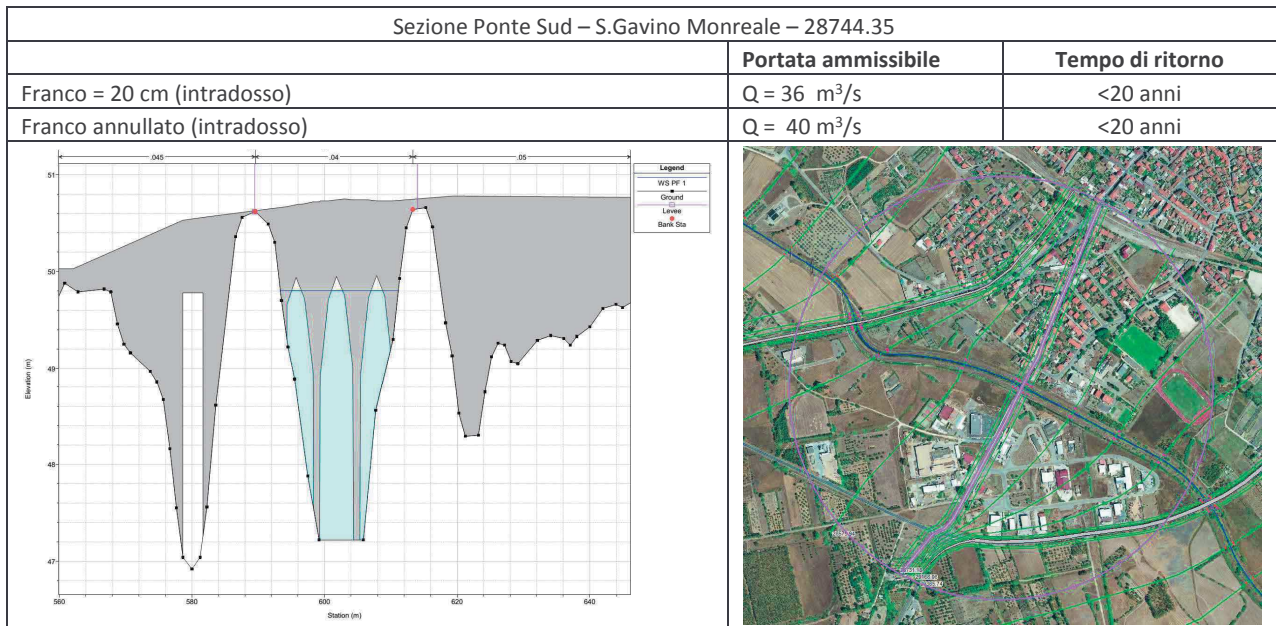 Sezione Ponte Sud – S.Gavino Monreale – 28744.35
Portata ammissibile Tempo di ritorno
Franco = 20 cm (intradosso) Q = 36 m³/s <20 anni
Franco annullato (intradosso) Q = 40 m³/s <20 anni
.045 .04 .05
Legend
WS PF 1
Ground
Levee
Bank Sta
51
50
49
48
47
Elevation (m)
560 580 600 620 640
Station (m)